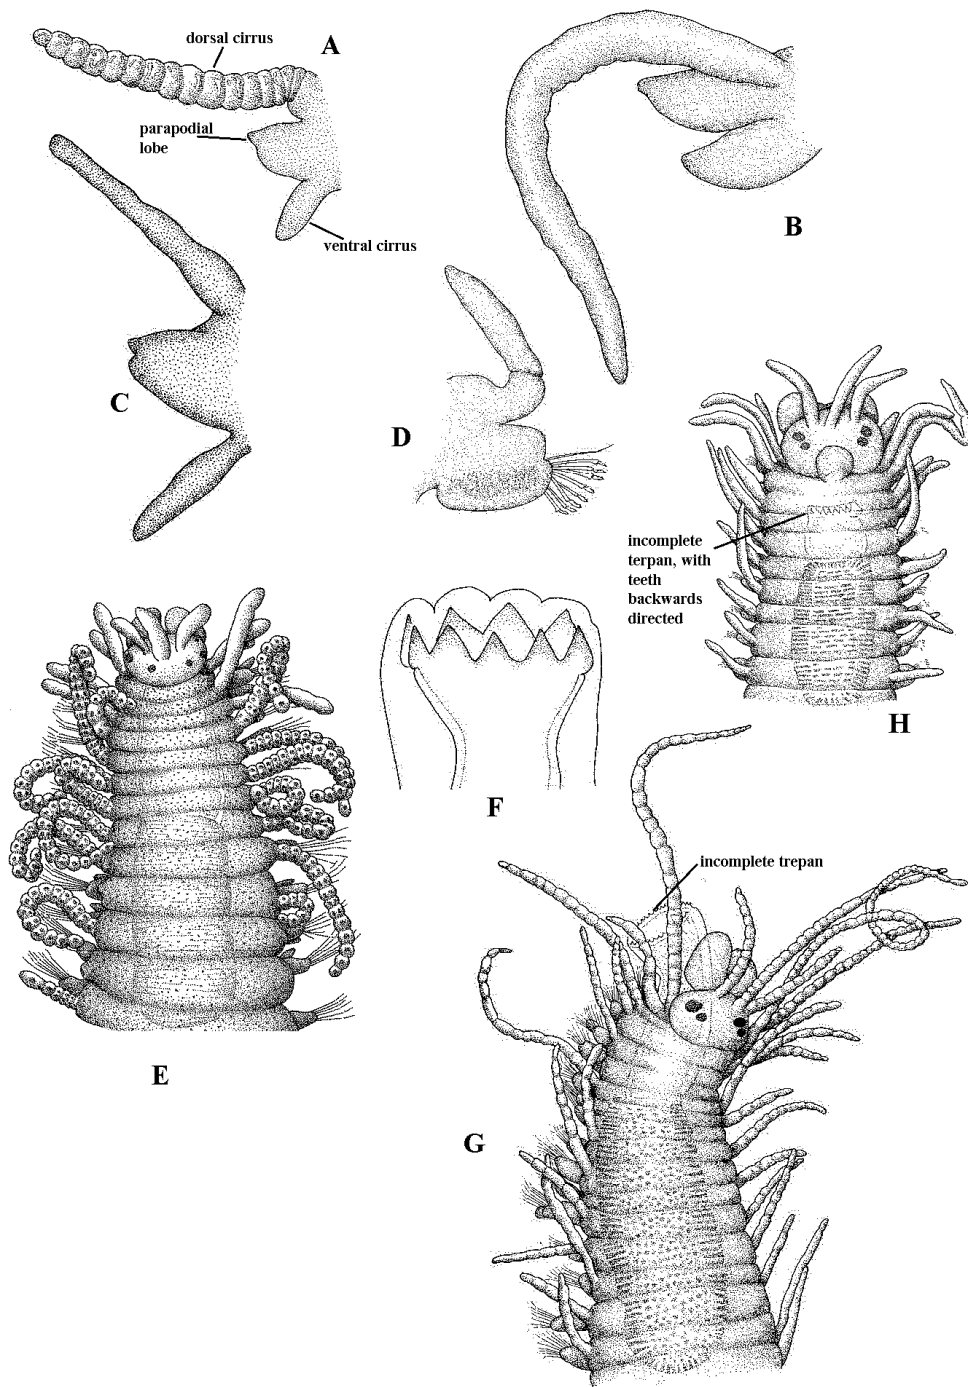 dorsal cirrus
A
parapodial
lobe
ventral cirrus
B
C
D
incomplete
terpan, with
teeth
backwards
directed
H
E
F
incomplete trepan
G